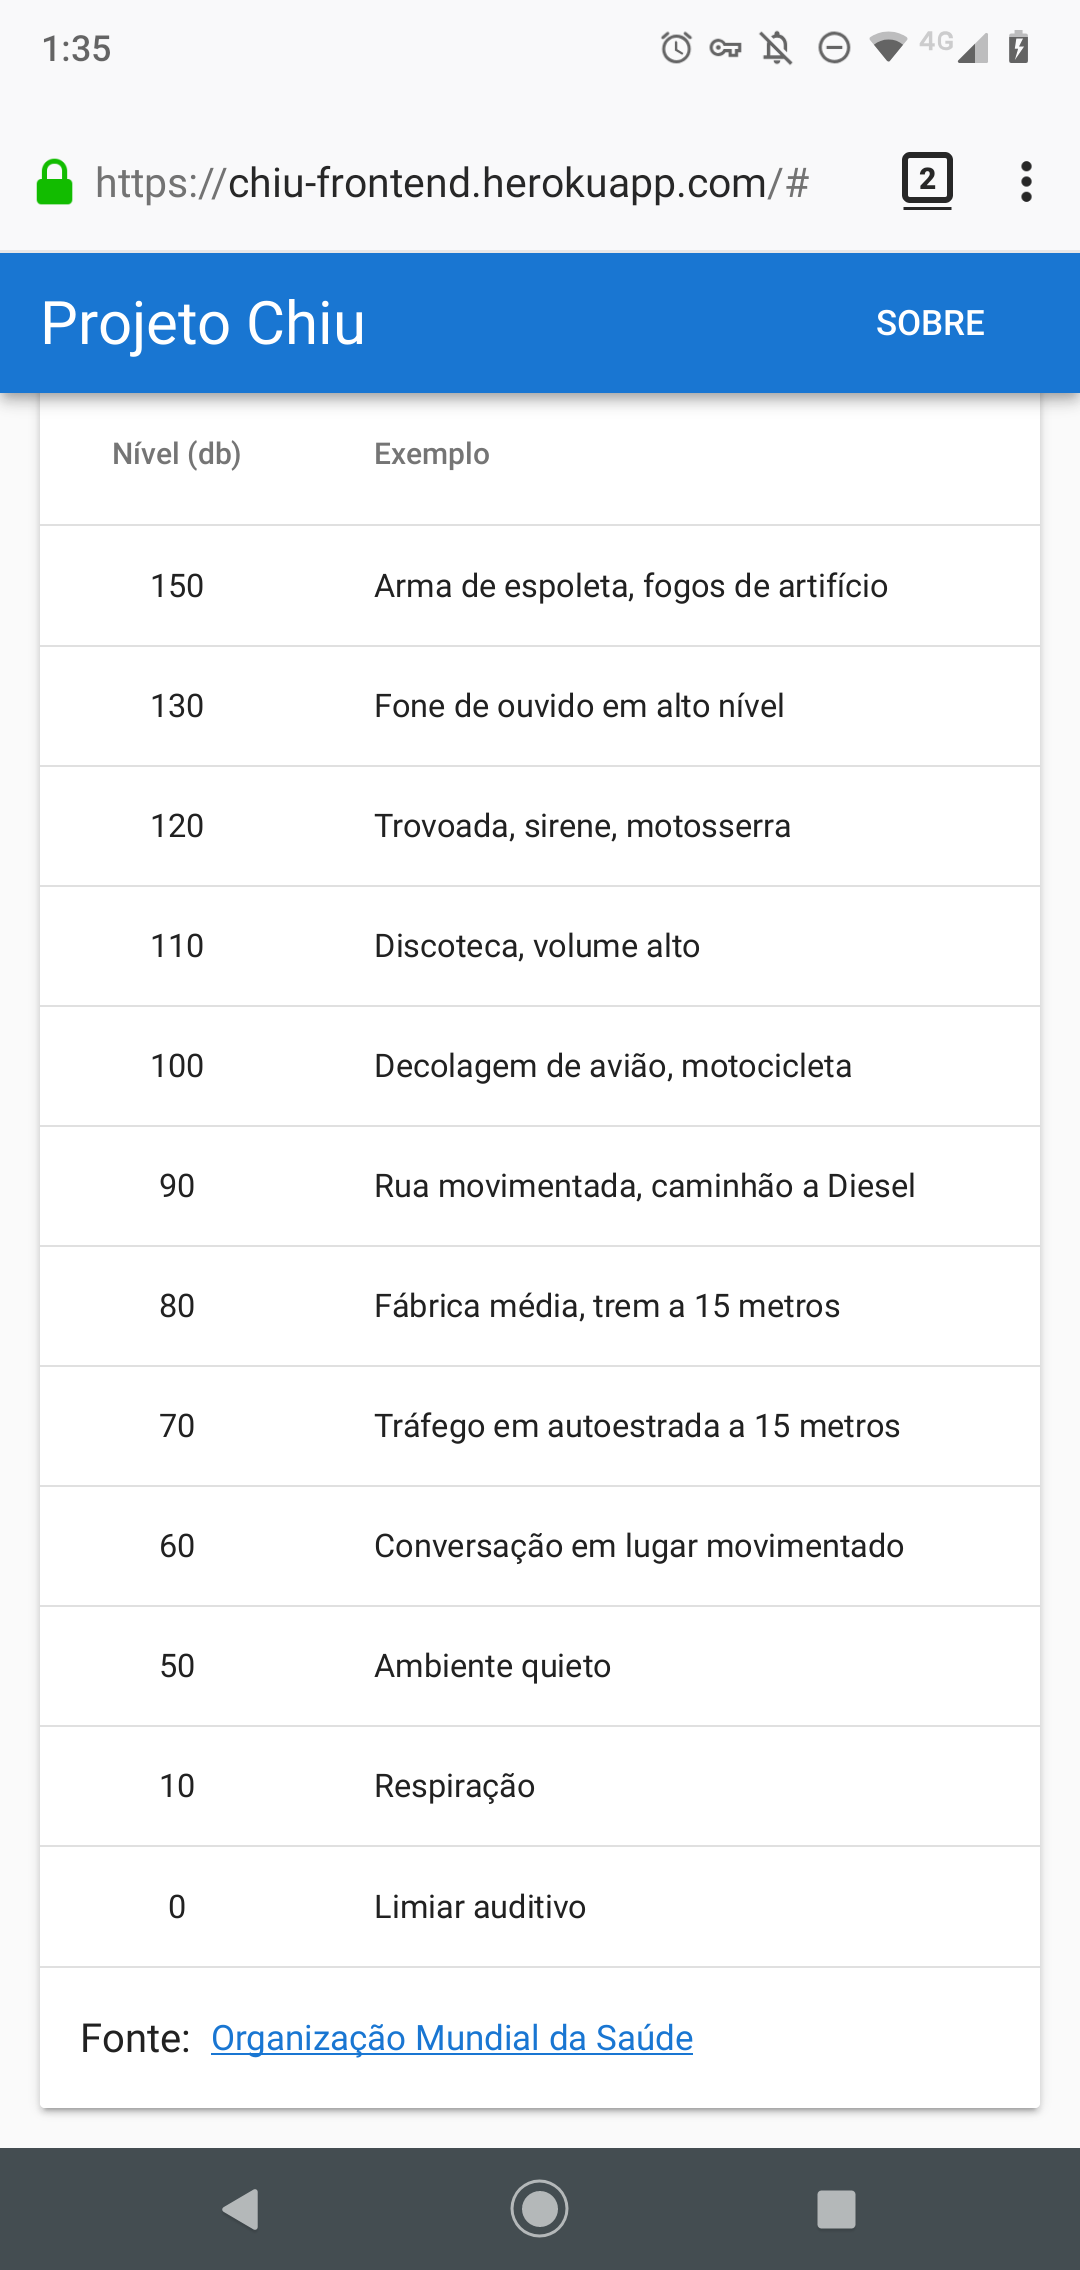 1:35
4G
https://chiu-frontend.herokuapp.com/#
2
Projeto Chiu
SOBRE
Nível (db) Exemplo
150 Arma de espoleta, fogos de artifício
130 Fone de ouvido em alto nível
120 Trovoada, sirene, motosserra
110 Discoteca, volume alto
100 Decolagem de avião, motocicleta
90 Rua movimentada, caminhão a Diesel
80 Fábrica média, trem a 15 metros
70 Tráfego em autoestrada a 15 metros
60 Conversação em lugar movimentado
50 Ambiente quieto
10 Respiração
0 Limiar auditivo
Fonte: Organização Mundial da Saúde